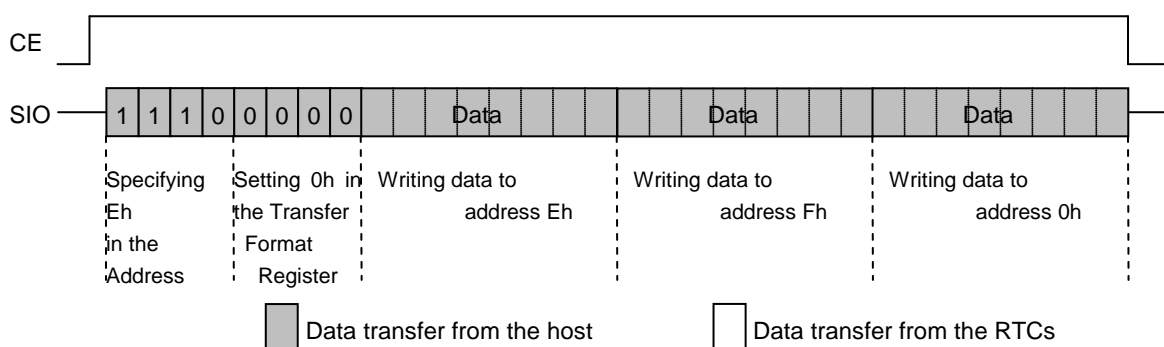 CE
SIO 1 1 1 0 0 0 0 0 Data Data Data
Specifying Setting 0h in Writing data to Writing data to Writing data to
Eh the Transfer address Eh address Fh address 0h
in the Format
Address Register
Data transfer from the host Data transfer from the RTCs